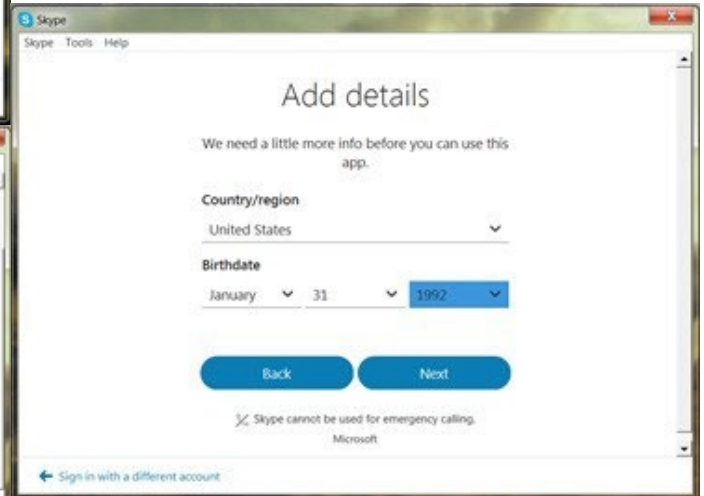 Skype
Skype Tools Help
Add details
We need a little more info before you can use this
app.
Country/region
United States
Birthdate
January 31 1992
Back Next
Skype cannot be used for emergency calling.
Microsoft
Sign in with a different account